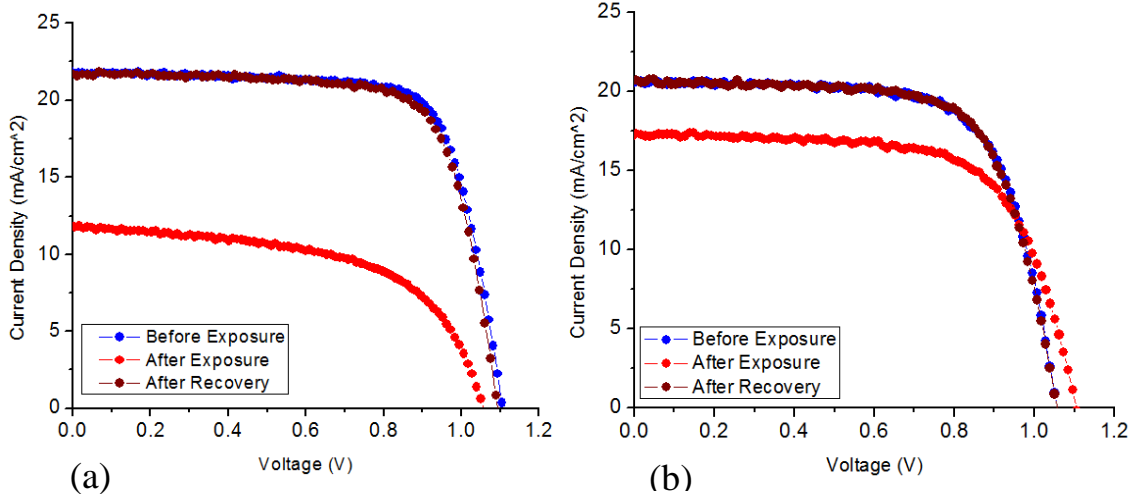 25
20
15
10
5
0
Current Density (mA/cm^2)
Before Exposure
After Exposure
After Recovery
0.0 0.2 0.4 0.6 0.8 1.0 1.2
Voltage (V)
(a)
25
20
15
10
5
0
Current Density (mA/cm^2)
Before Exposure
After Exposure
After Recovery
0.0 0.2 0.4 0.6 0.8 1.0 1.2
Voltage (V)
(b)